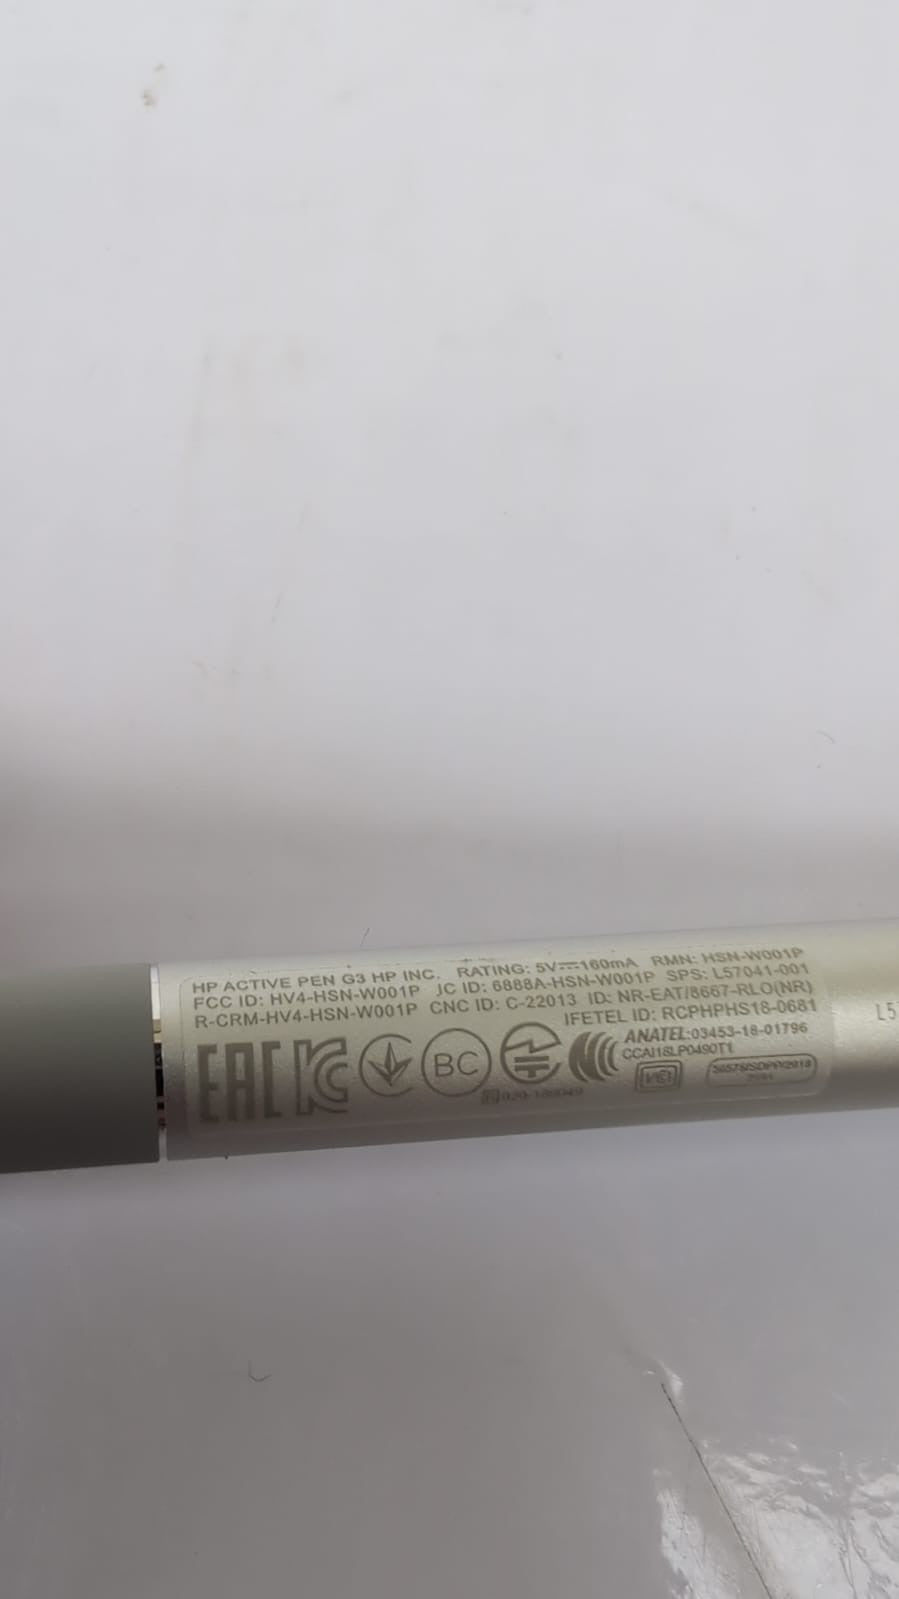 HP ACTIVE PEN G3 HP INC. RATING: 5V⎓160mA RMN: HSN-W001P
FCC ID: HV4-HSN-W001P JC ID: 6888A-HSN-W001P SPS: L57041-001
R-CRM-HV4-HSN-W001P CNC ID: C-22013 ID: NR-EAT/8667-RLO(NR)
IFETEL ID: RCPHPHS18-0681
ANATEL:03453-18-01796
CCAI18LP0490T1
EAC KC BC
L5